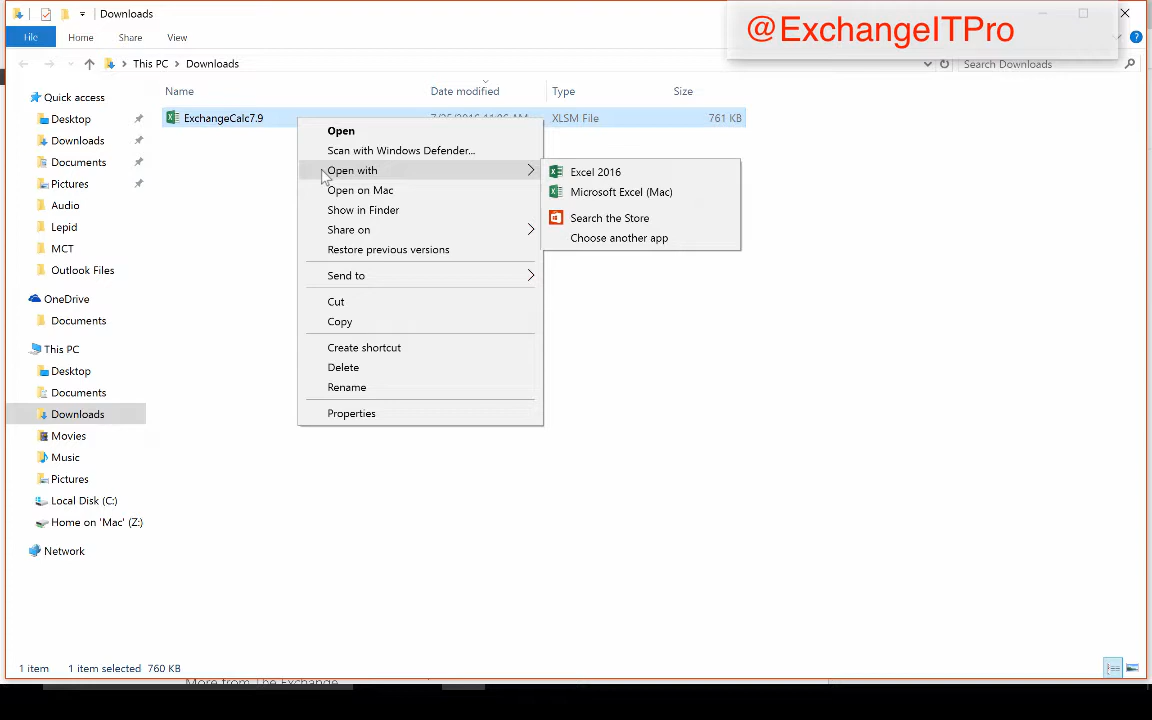 Downloads
@ExchangeITPro
File Home Share View
This PC Downloads
Search Downloads
Name Date modified Type Size
ExchangeCalc7.9 XLSM File 761 KB
Quick access
Desktop
Downloads
Documents
Pictures
Audio
Lepid
MCT
Outlook Files
OneDrive
Documents
This PC
Desktop
Documents
Downloads
Movies
Music
Pictures
Local Disk (C:)
Home on 'Mac' (Z:)
Network
Open
Scan with Windows Defender...
Open with
Open on Mac
Show in Finder
Share on
Restore previous versions
Send to
Cut
Copy
Create shortcut
Delete
Rename
Properties
Excel 2016
Microsoft Excel (Mac)
Search the Store
Choose another app
1 item 1 item selected 760 KB
More from The Exchange